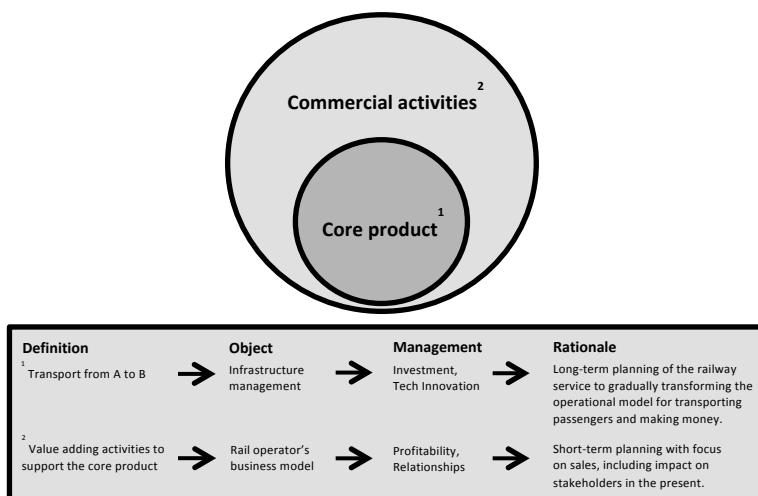 Commercial activities 2
Core product 1
Definition Object Management Rationale
1 Transport from A to B
Infrastructure
management
Investment,
Tech Innovation
Long-term planning of the railway
service to gradually transforming the
operational model for transporting
passengers and making money.
2 Value adding activities to
support the core product
Rail operator’s
business model
Profitability,
Relationships
Short-term planning with focus
on sales, including impact on
stakeholders in the present.